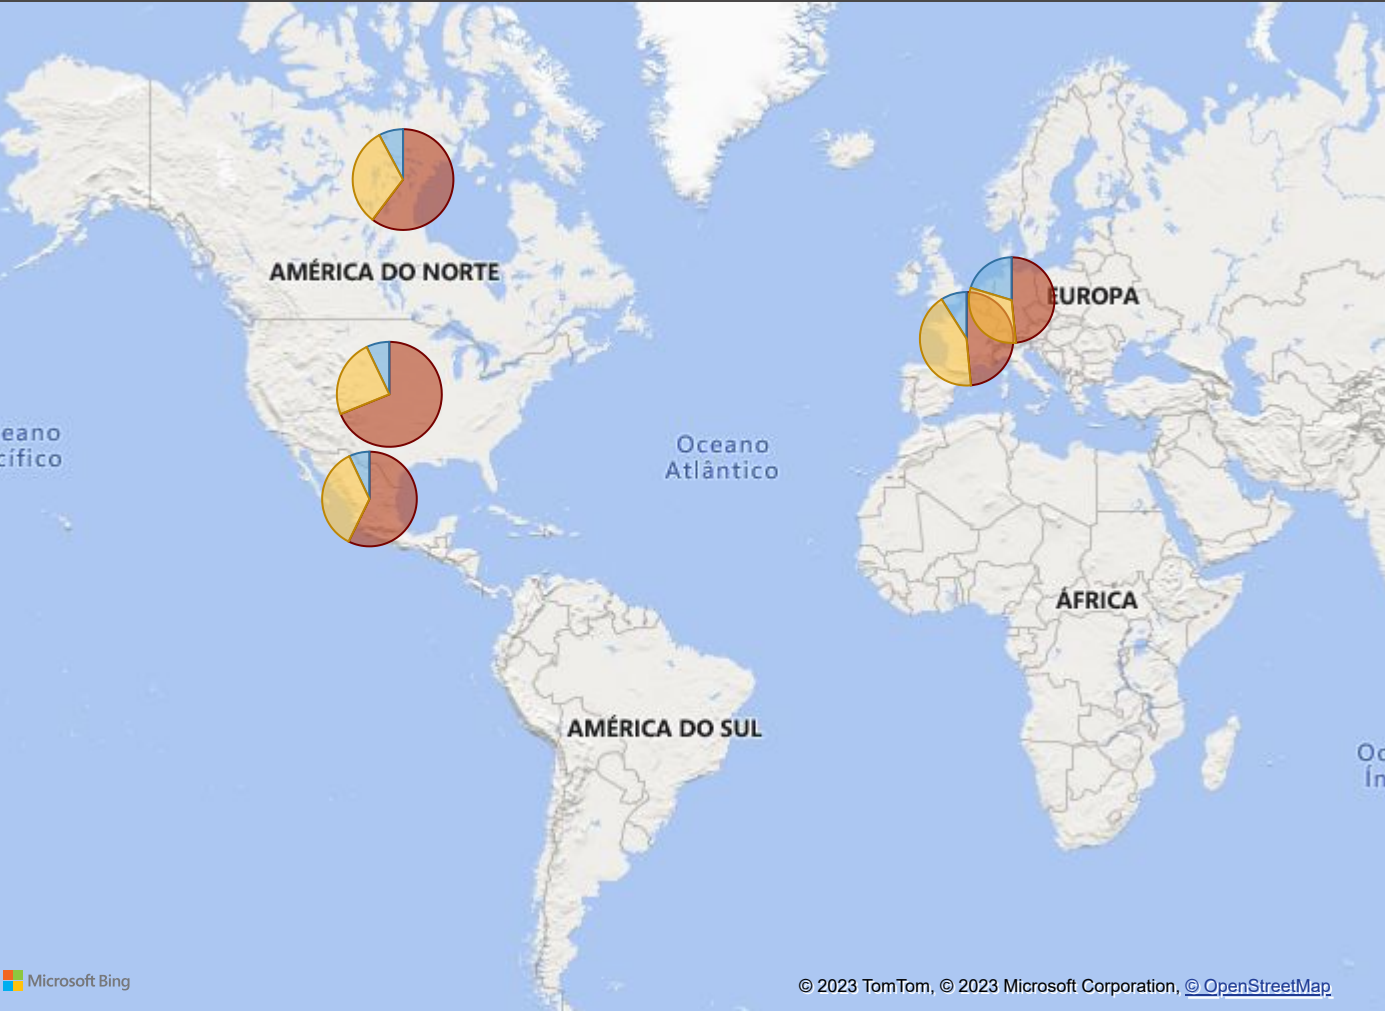 AMÉRICA DO NORTE
EUROPA
Oceano
Atlântico
ÁFRICA
AMÉRICA DO SUL
Microsoft Bing
© 2023 TomTom, © 2023 Microsoft Corporation, © OpenStreetMap